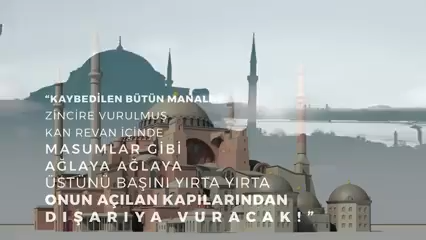 “KAYBEDİLEN BÜTÜN MANALAR
ZİNCİRE VURULMUŞ
KAN REVAN İÇİNDE
MASUMLAR GİBİ
AĞLAYA AĞLAYA
ÜSTÜNÜ BAŞINI YIRTA YIRTA
ONUN AÇILAN KAPILARINDAN
DIŞARIYA VURACAK!”